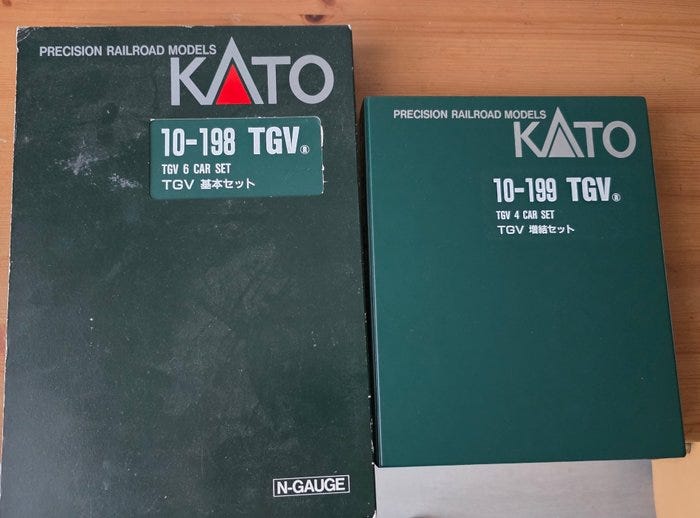 PRECISION RAILROAD MODELS
KATO
10-198 TGV®
TGV 6 CAR SET
TGV 基本セット
N-GAUGE
PRECISION RAILROAD MODELS
KATO
10-199 TGV®
TGV 4 CAR SET
TGV 増結セット